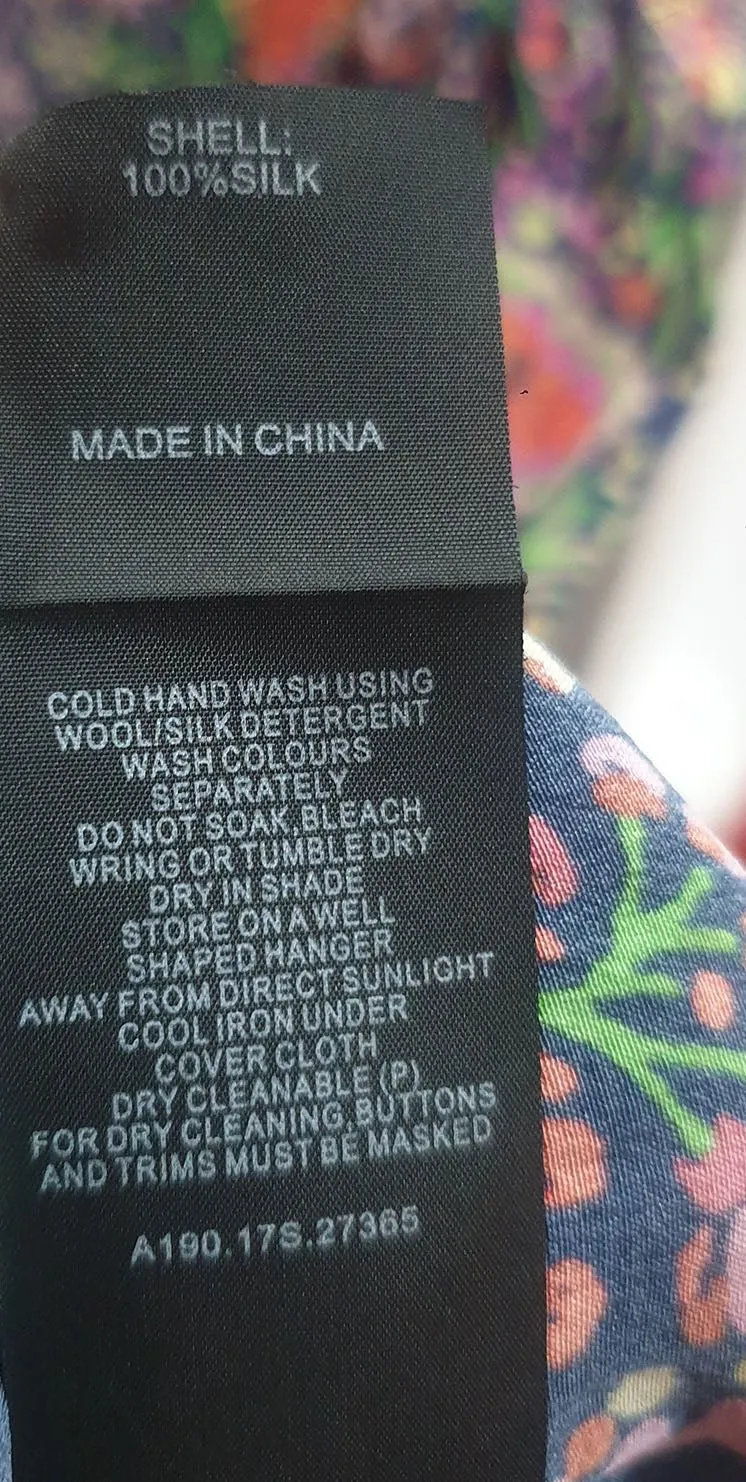 SHELL:
100%SILK
MADE IN CHINA
COLD HAND WASH USING
WOOL/SILK DETERGENT
WASH COLOURS
SEPARATELY
DO NOT SOAK,BLEACH
WRING OR TUMBLE DRY
DRY IN SHADE
STORE ON A WELL
SHAPED HANGER
AWAY FROM DIRECT SUNLIGHT
COOL IRON UNDER
COVER CLOTH
DRY CLEANABLE (P)
FOR DRY CLEANING,BUTTONS
AND TRIMS MUST BE MASKED
A190.17S.27365